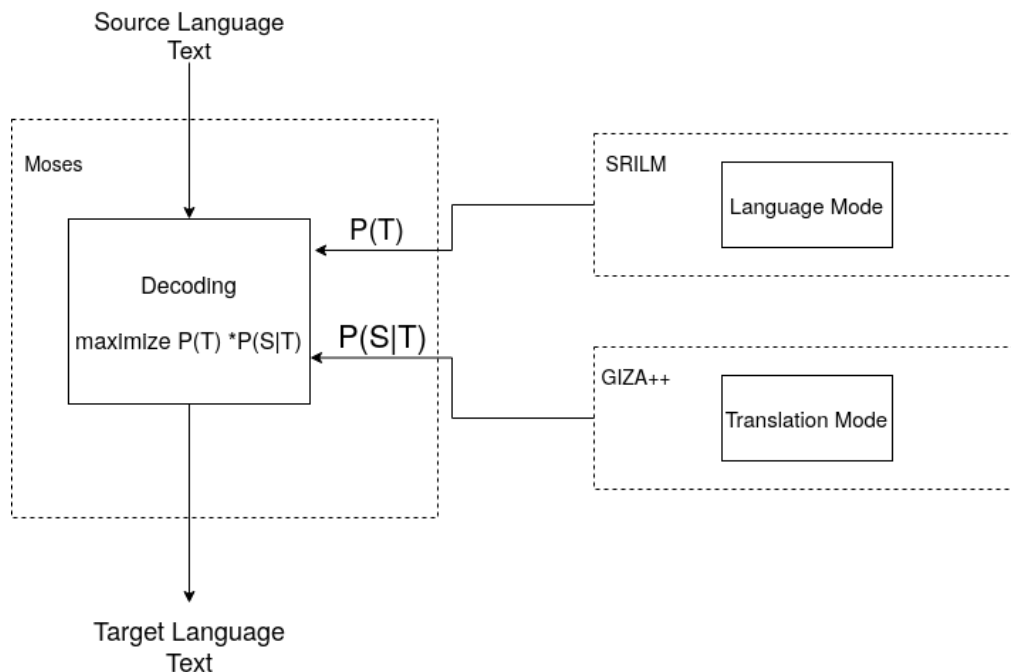 Source Language
Text
Moses
SRILM
Language Mode
P(T)
Decoding
maximize P(T) *P(S|T)
P(S|T)
GIZA++
Translation Mode
Target Language
Text